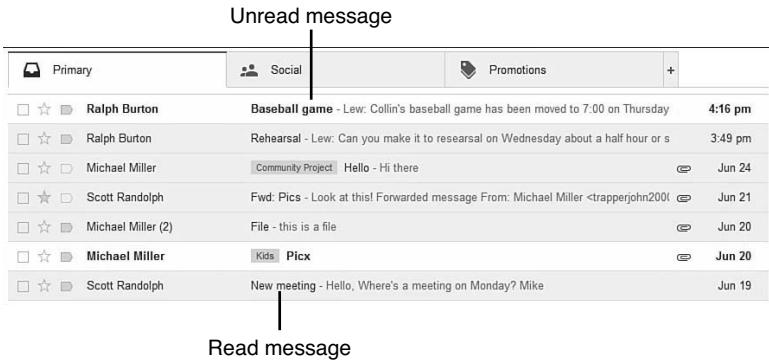 Unread message
Primary Social Promotions +
Ralph Burton Baseball game - Lew: Collin's baseball game has been moved to 7:00 on Thursday 4:16 pm
Ralph Burton Rehearsal - Lew: Can you make it to researsal on Wednesday about a half hour or s 3:49 pm
Michael Miller Community Project Hello - Hi there Jun 24
Scott Randolph Fwd: Pics - Look at this! Forwarded message From: Michael Miller <trapperjohn200( Jun 21
Michael Miller (2) File - this is a file Jun 20
Michael Miller Kids Picx Jun 20
Scott Randolph New meeting - Hello, Where's a meeting on Monday? Mike Jun 19
Read message